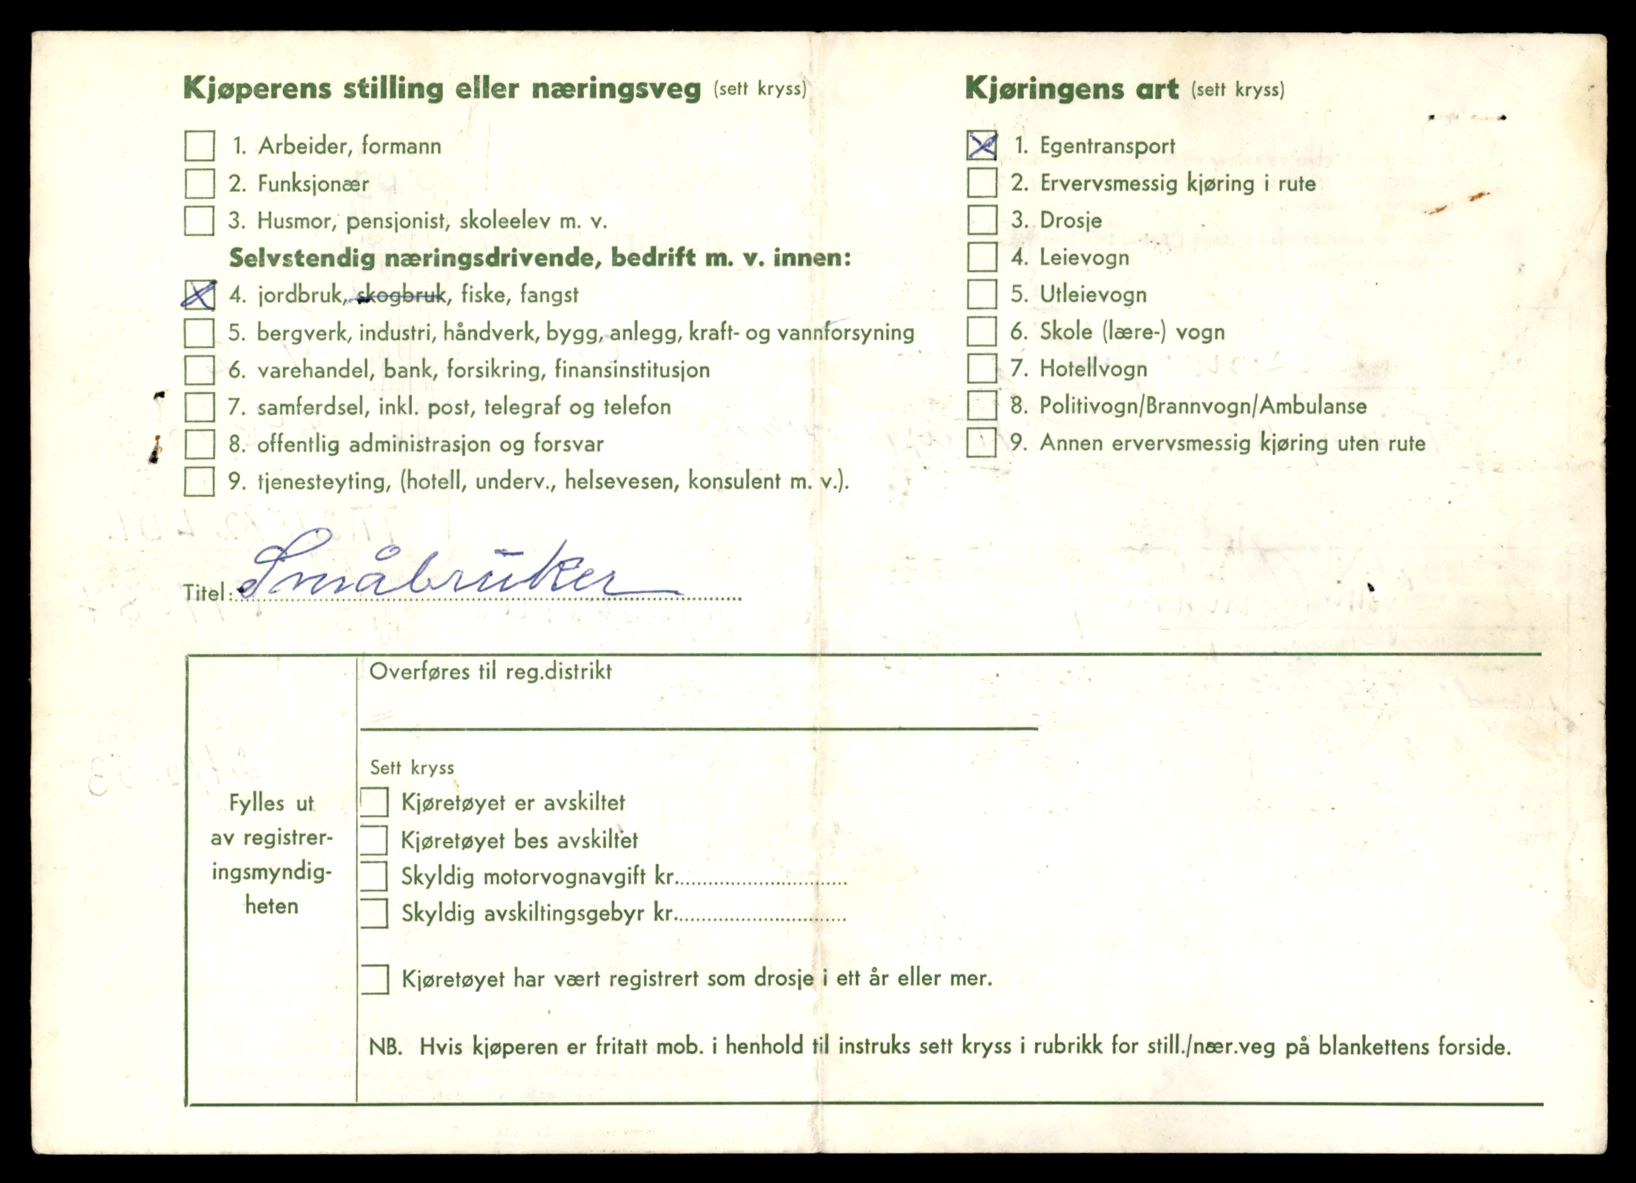 Kjøperens stilling eller næringsveg (sett kryss)
1. Arbeider, formann
2. Funksjonær
3. Husmor, pensjonist, skoleelev m. v.
Selvstendig næringsdrivende, bedrift m. v. innen:
4. jordbruk, skogbruk, fiske, fangst
5. bergverk, industri, håndverk, bygg, anlegg, kraft- og vannforsyning
6. varehandel, bank, forsikring, finansinstitusjon
7. samferdsel, inkl. post, telegraf og telefon
8. offentlig administrasjon og forsvar
9. tjenesteyting, (hotell, underv., helsevesen, konsulent m. v.).
Titel: Småbruker
Kjøringens art (sett kryss)
1. Egentransport
2. Ervervsmessig kjøring i rute
3. Drosje
4. Leievogn
5. Utleievogn
6. Skole (lære-) vogn
7. Hotellvogn
8. Politivogn/Brannvogn/Ambulanse
9. Annen ervervsmessig kjøring uten rute
Fylles ut
av registrer-
ingsmyndig-
heten
Overføres til reg.distrikt
Sett kryss
Kjøretøyet er avskiltet
Kjøretøyet bes avskiltet
Skyldig motorvognavgift kr.
Skyldig avskiltingsgebyr kr.
Kjøretøyet har vært registrert som drosje i ett år eller mer.
NB. Hvis kjøperen er fritatt mob. i henhold til instruks sett kryss i rubrikk for still./nær.veg på blankettens forside.